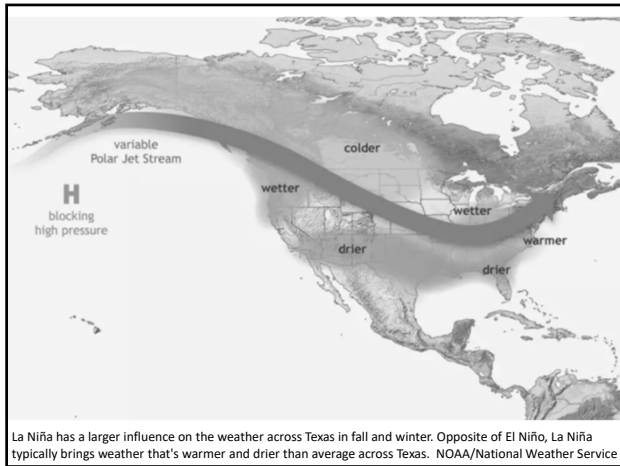 variable
Polar Jet Stream
colder
H
blocking
high pressure
wetter
wetter
warmer
drier
drier
La Niña has a larger influence on the weather across Texas in fall and winter. Opposite of El Niño, La Niña
typically brings weather that's warmer and drier than average across Texas. NOAA/National Weather Service